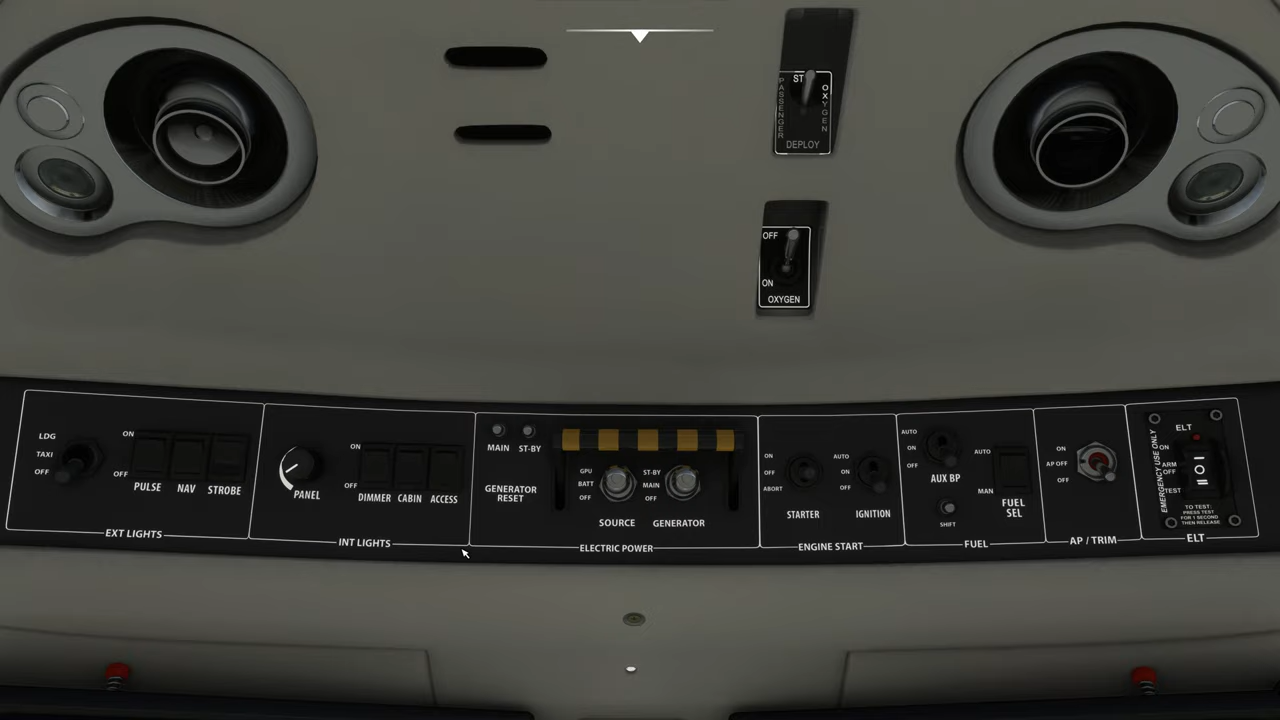 ST
PASSENGER
OXYGEN
DEPLOY
OFF
ON
OXYGEN
LDG
TAXI
OFF
ON
OFF
PULSE NAV STROBE
EXT LIGHTS
PANEL
ON
OFF
DIMMER CABIN ACCESS
INT LIGHTS
MAIN ST-BY
GENERATOR
RESET
GPU
BATT
OFF
SOURCE
ST-BY
MAIN
OFF
GENERATOR
ELECTRIC POWER
ON
OFF
ABORT
STARTER
AUTO
ON
OFF
IGNITION
ENGINE START
AUTO
ON
OFF
AUX BP
SHIFT
AUTO
MAN
FUEL
SEL
FUEL
ON
AP OFF
OFF
AP / TRIM
EMERGENCY USE ONLY
ELT
ON
ARM
OFF
TEST
TO TEST:
PRESS TEST
FOR 1 SECOND
THEN RELEASE
ELT